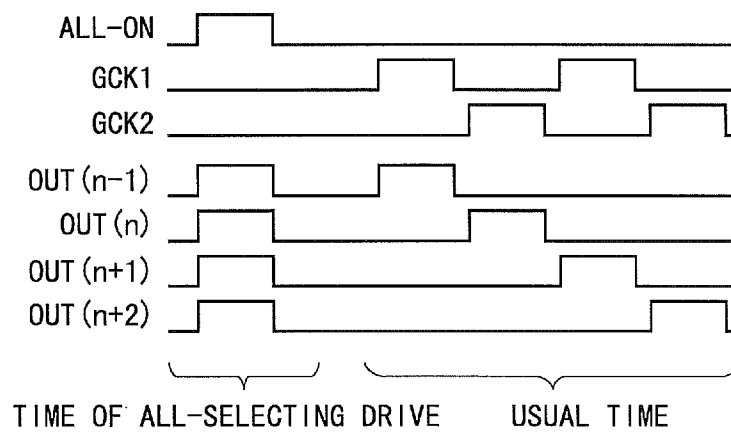 ALL-ON
GCK1
GCK2
OUT(n-1)
OUT(n)
OUT(n+1)
OUT(n+2)
TIME OF ALL-SELECTING DRIVE
USUAL TIME